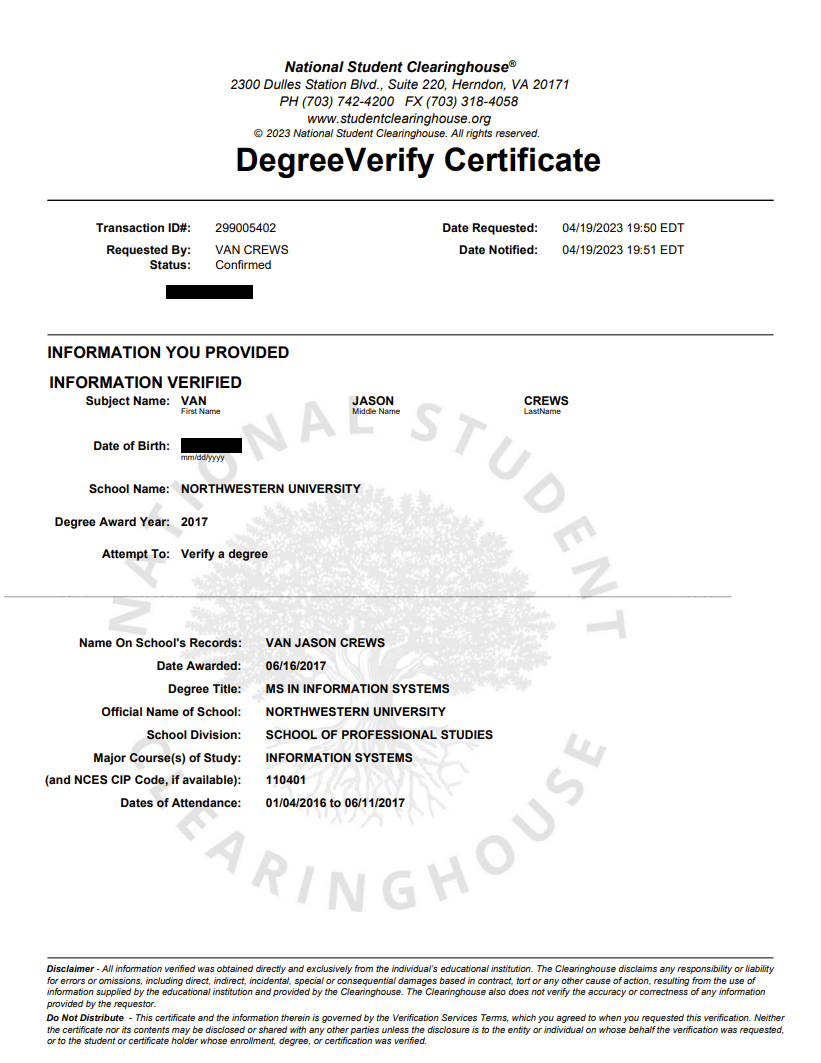 National Student Clearinghouse®
2300 Dulles Station Blvd., Suite 220, Herndon, VA 20171
PH (703) 742-4200 FX (703) 318-4058
www.studentclearinghouse.org
© 2023 National Student Clearinghouse. All rights reserved.
DegreeVerify Certificate
Transaction ID#: 299005402 Date Requested: 04/19/2023 19:50 EDT
Requested By: VAN CREWS Date Notified: 04/19/2023 19:51 EDT
Status: Confirmed
INFORMATION YOU PROVIDED
INFORMATION VERIFIED
Subject Name: VAN JASON CREWS
First Name Middle Name LastName
Date of Birth:
mm/dd/yyyy
School Name: NORTHWESTERN UNIVERSITY
Degree Award Year: 2017
Attempt To: Verify a degree
Name On School's Records: VAN JASON CREWS
Date Awarded: 06/16/2017
Degree Title: MS IN INFORMATION SYSTEMS
Official Name of School: NORTHWESTERN UNIVERSITY
School Division: SCHOOL OF PROFESSIONAL STUDIES
Major Course(s) of Study: INFORMATION SYSTEMS
(and NCES CIP Code, if available): 110401
Dates of Attendance: 01/04/2016 to 06/11/2017
NATIONAL STUDENT
CLEARINGHOUSE
Disclaimer - All information verified was obtained directly and exclusively from the individual's educational institution. The Clearinghouse disclaims any responsibility or liability
for errors or omissions, including direct, indirect, incidental, special or consequential damages based in contract, tort or any other cause of action, resulting from the use of
information supplied by the educational institution and provided by the Clearinghouse. The Clearinghouse also does not verify the accuracy or correctness of any information
provided by the requestor.
Do Not Distribute - This certificate and the information therein is governed by the Verification Services Terms, which you agreed to when you requested this verification. Neither
the certificate nor its contents may be disclosed or shared with any other parties unless the disclosure is to the entity or individual on whose behalf the verification was requested,
or to the student or certificate holder whose enrollment, degree, or certification was verified.